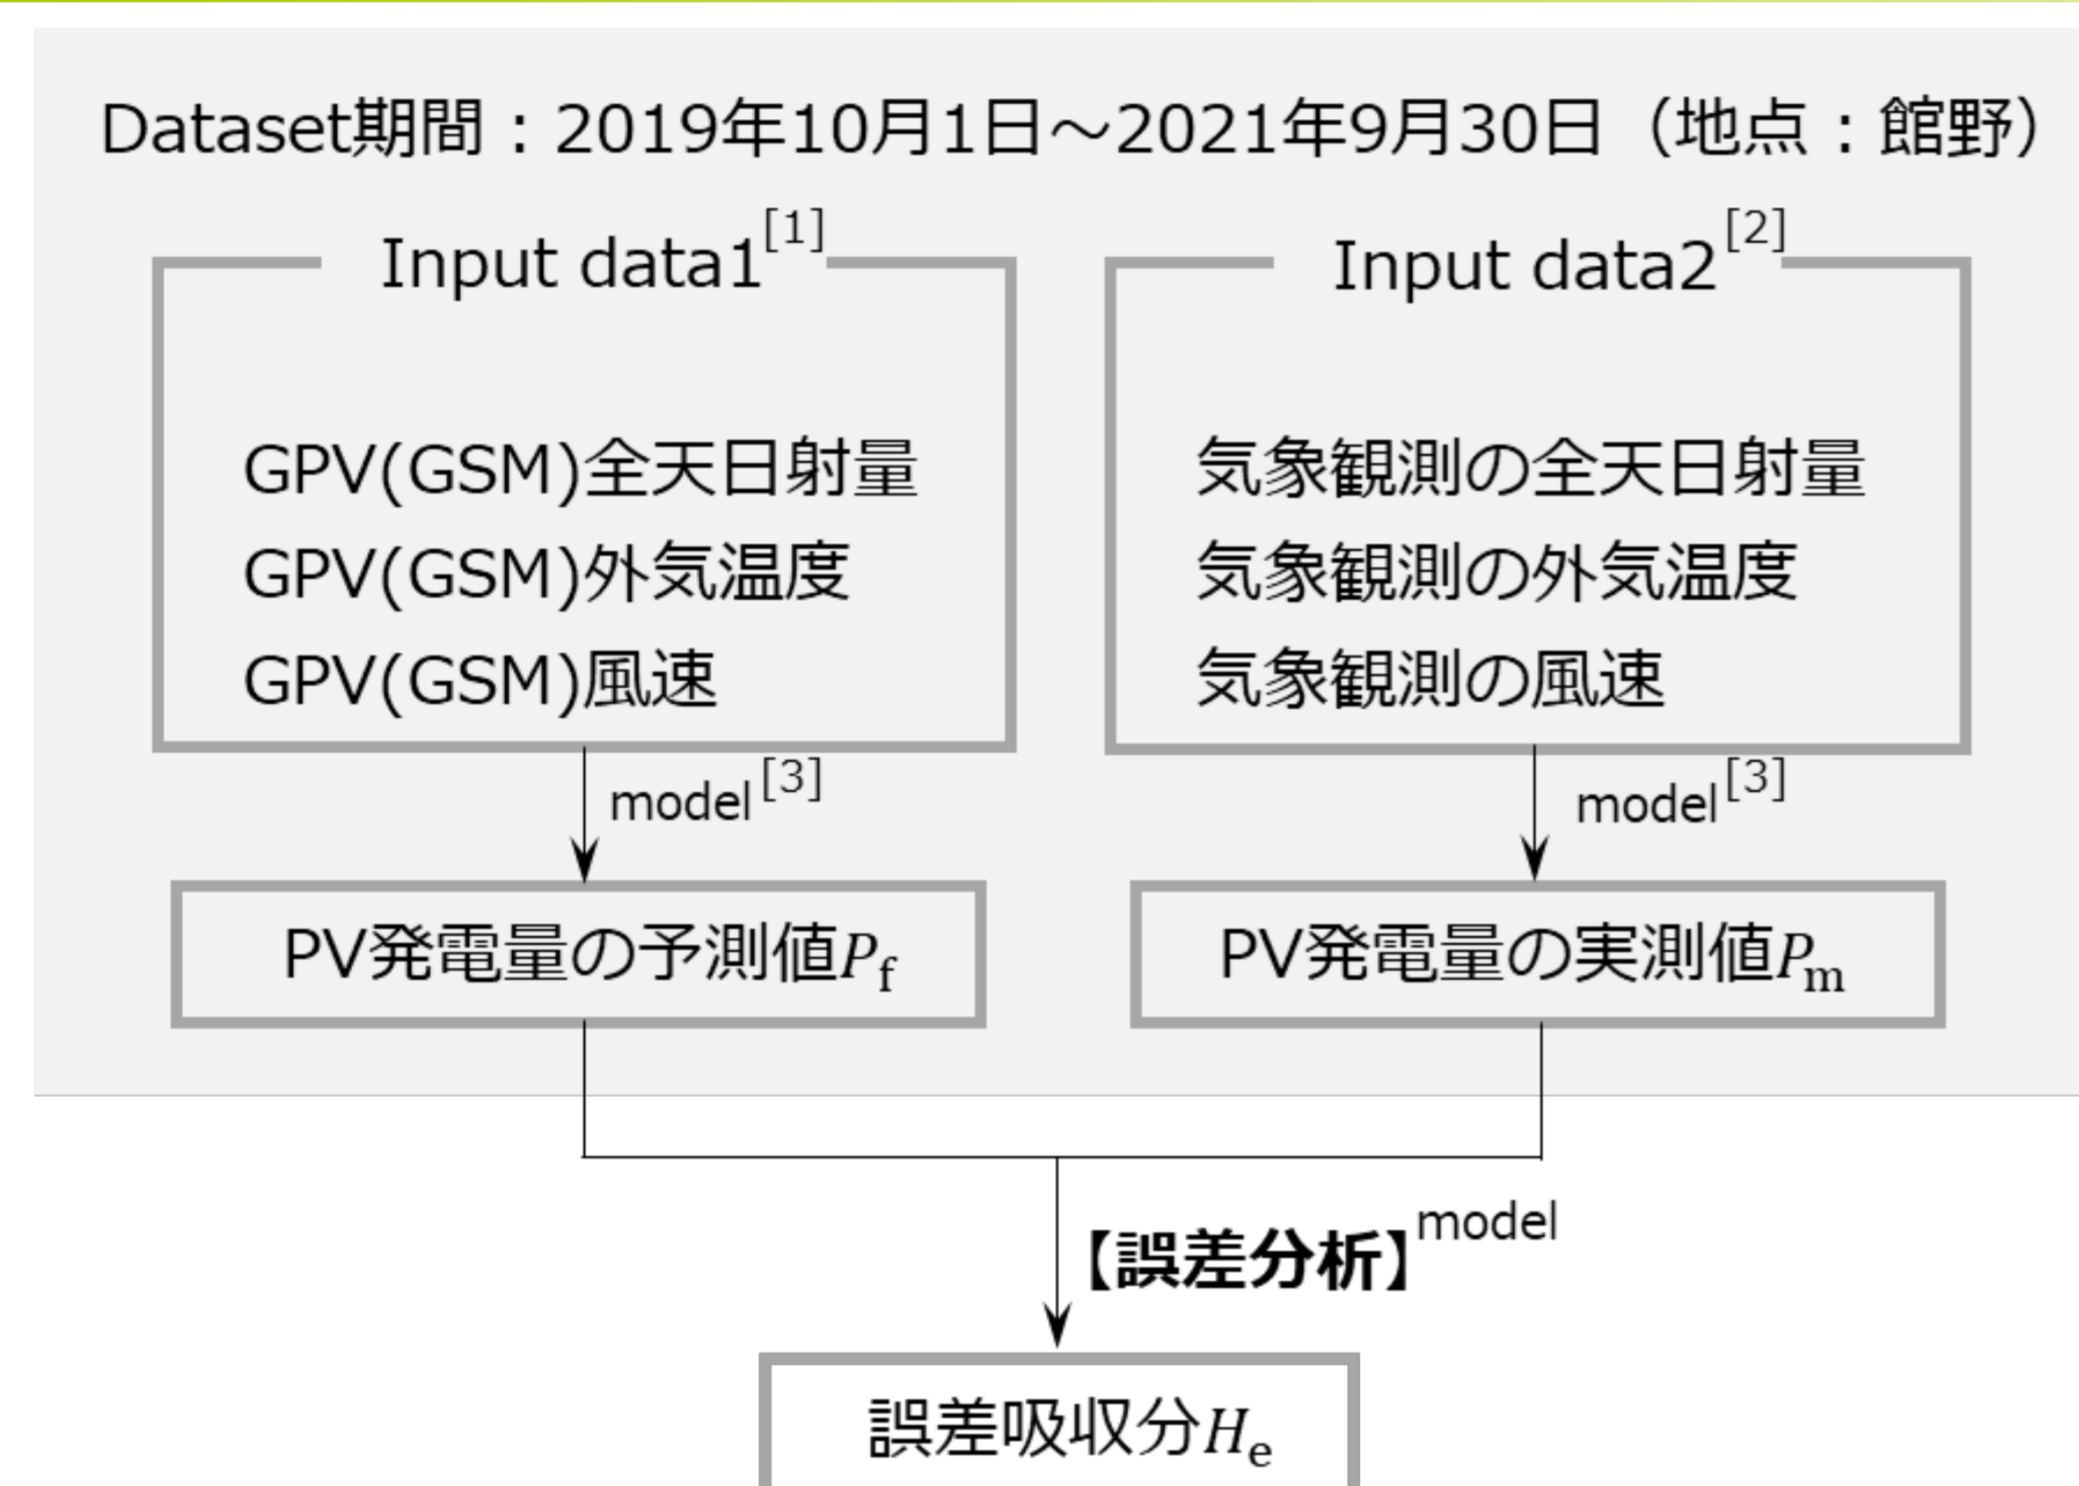 Dataset期間：2019年10月1日～2021年9月30日（地点：館野）
Input data1[1]
GPV(GSM)全天日射量
GPV(GSM)外気温度
GPV(GSM)風速
Input data2[2]
気象観測の全天日射量
気象観測の外気温度
気象観測の風速
model[3]
model[3]
PV発電量の予測値Pf
PV発電量の実測値Pm
【誤差分析】model
誤差吸収分He